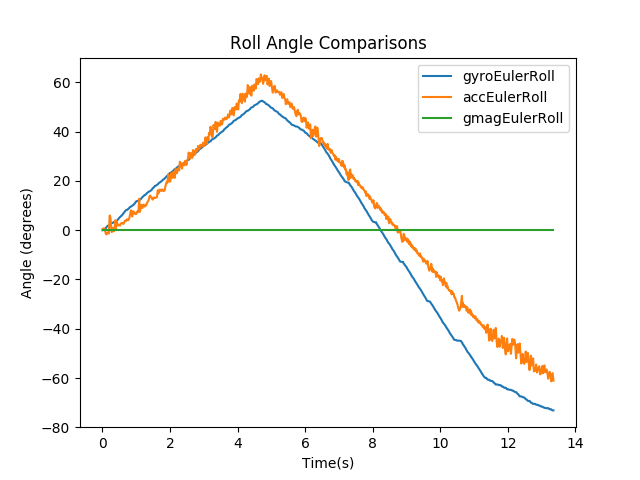 Roll Angle Comparisons
gyroEulerRoll
accEulerRoll
gmagEulerRoll
Angle (degrees)
60
40
20
0
−20
−40
−60
−80
0 2 4 6 8 10 12 14
Time(s)